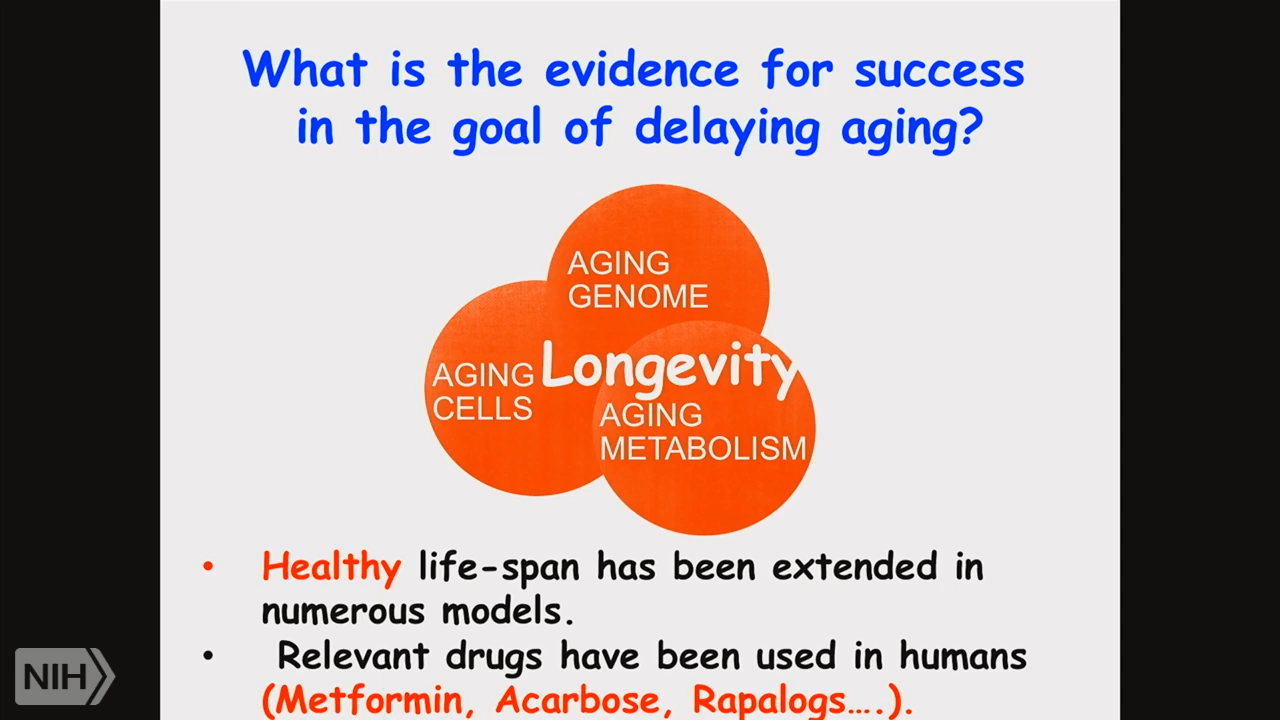 What is the evidence for success
in the goal of delaying aging?
AGING
GENOME
Longevity
AGING
CELLS
AGING
METABOLISM
• Healthy life-span has been extended in
numerous models.
• Relevant drugs have been used in humans
(Metformin, Acarbose, Rapalogs….).
NIH